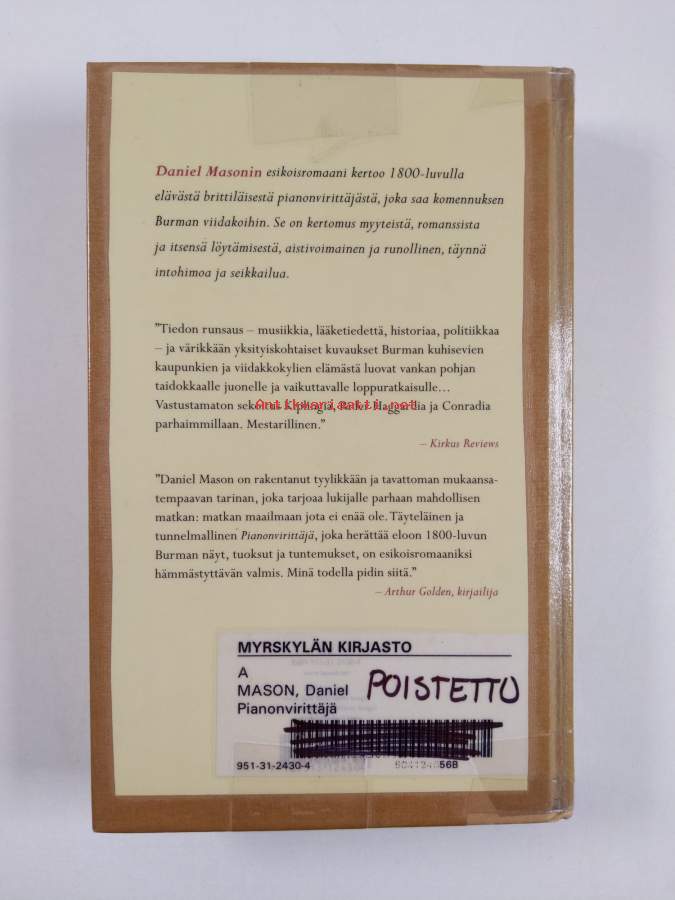 Daniel Masonin esikoisromaani kertoo 1800-luvulla
elävästä brittiläisestä pianonvirittäjästä, joka saa komennuksen
Burman viidakoihin. Se on kertomus myyteistä, romanssista
ja itsensä löytämisestä, aistivoimainen ja runollinen, täynnä
intohimoa ja seikkailua.
"Tiedon runsaus – musiikkia, lääketiedettä, historiaa, politiikkaa
– ja värikkään yksityiskohtaiset kuvaukset Burman kuhisevien
kaupunkien ja viidakkokylien elämästä luovat vankan pohjan
taidokkaalle juonelle ja vaikuttavalle loppuratkaisulle…
Vastustamaton sekoitus Kiplingiä, Rider Haggardia ja Conradia
Antikvariaatti.net
parhaimmillaan. Mestarillinen."
– Kirkus Reviews
"Daniel Mason on rakentanut tyylikkään ja tavattoman mukaansa-
tempaavan tarinan, joka tarjoaa lukijalle parhaan mahdollisen
matkan: matkan maailmaan jota ei enää ole. Täyteläinen ja
tunnelmallinen Pianonvirittäjä, joka herättää eloon 1800-luvun
Burman näyt, tuoksut ja tuntemukset, on esikoisromaaniksi
hämmästyttävän valmis. Minä todella pidin siitä."
– Arthur Golden, kirjailija
MYRSKYLÄN KIRJASTO
A
MASON, Daniel
POISTETTU
Pianonvirittäjä
951-31-2430-4
568